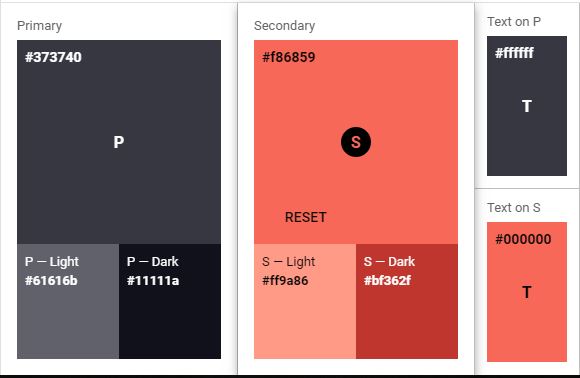 Primary
#373740
P
P — Light
#61616b
P — Dark
#11111a
Secondary
#f86859
S
RESET
S — Light
#ff9a86
S — Dark
#bf362f
Text on P
#ffffff
T
Text on S
#000000
T